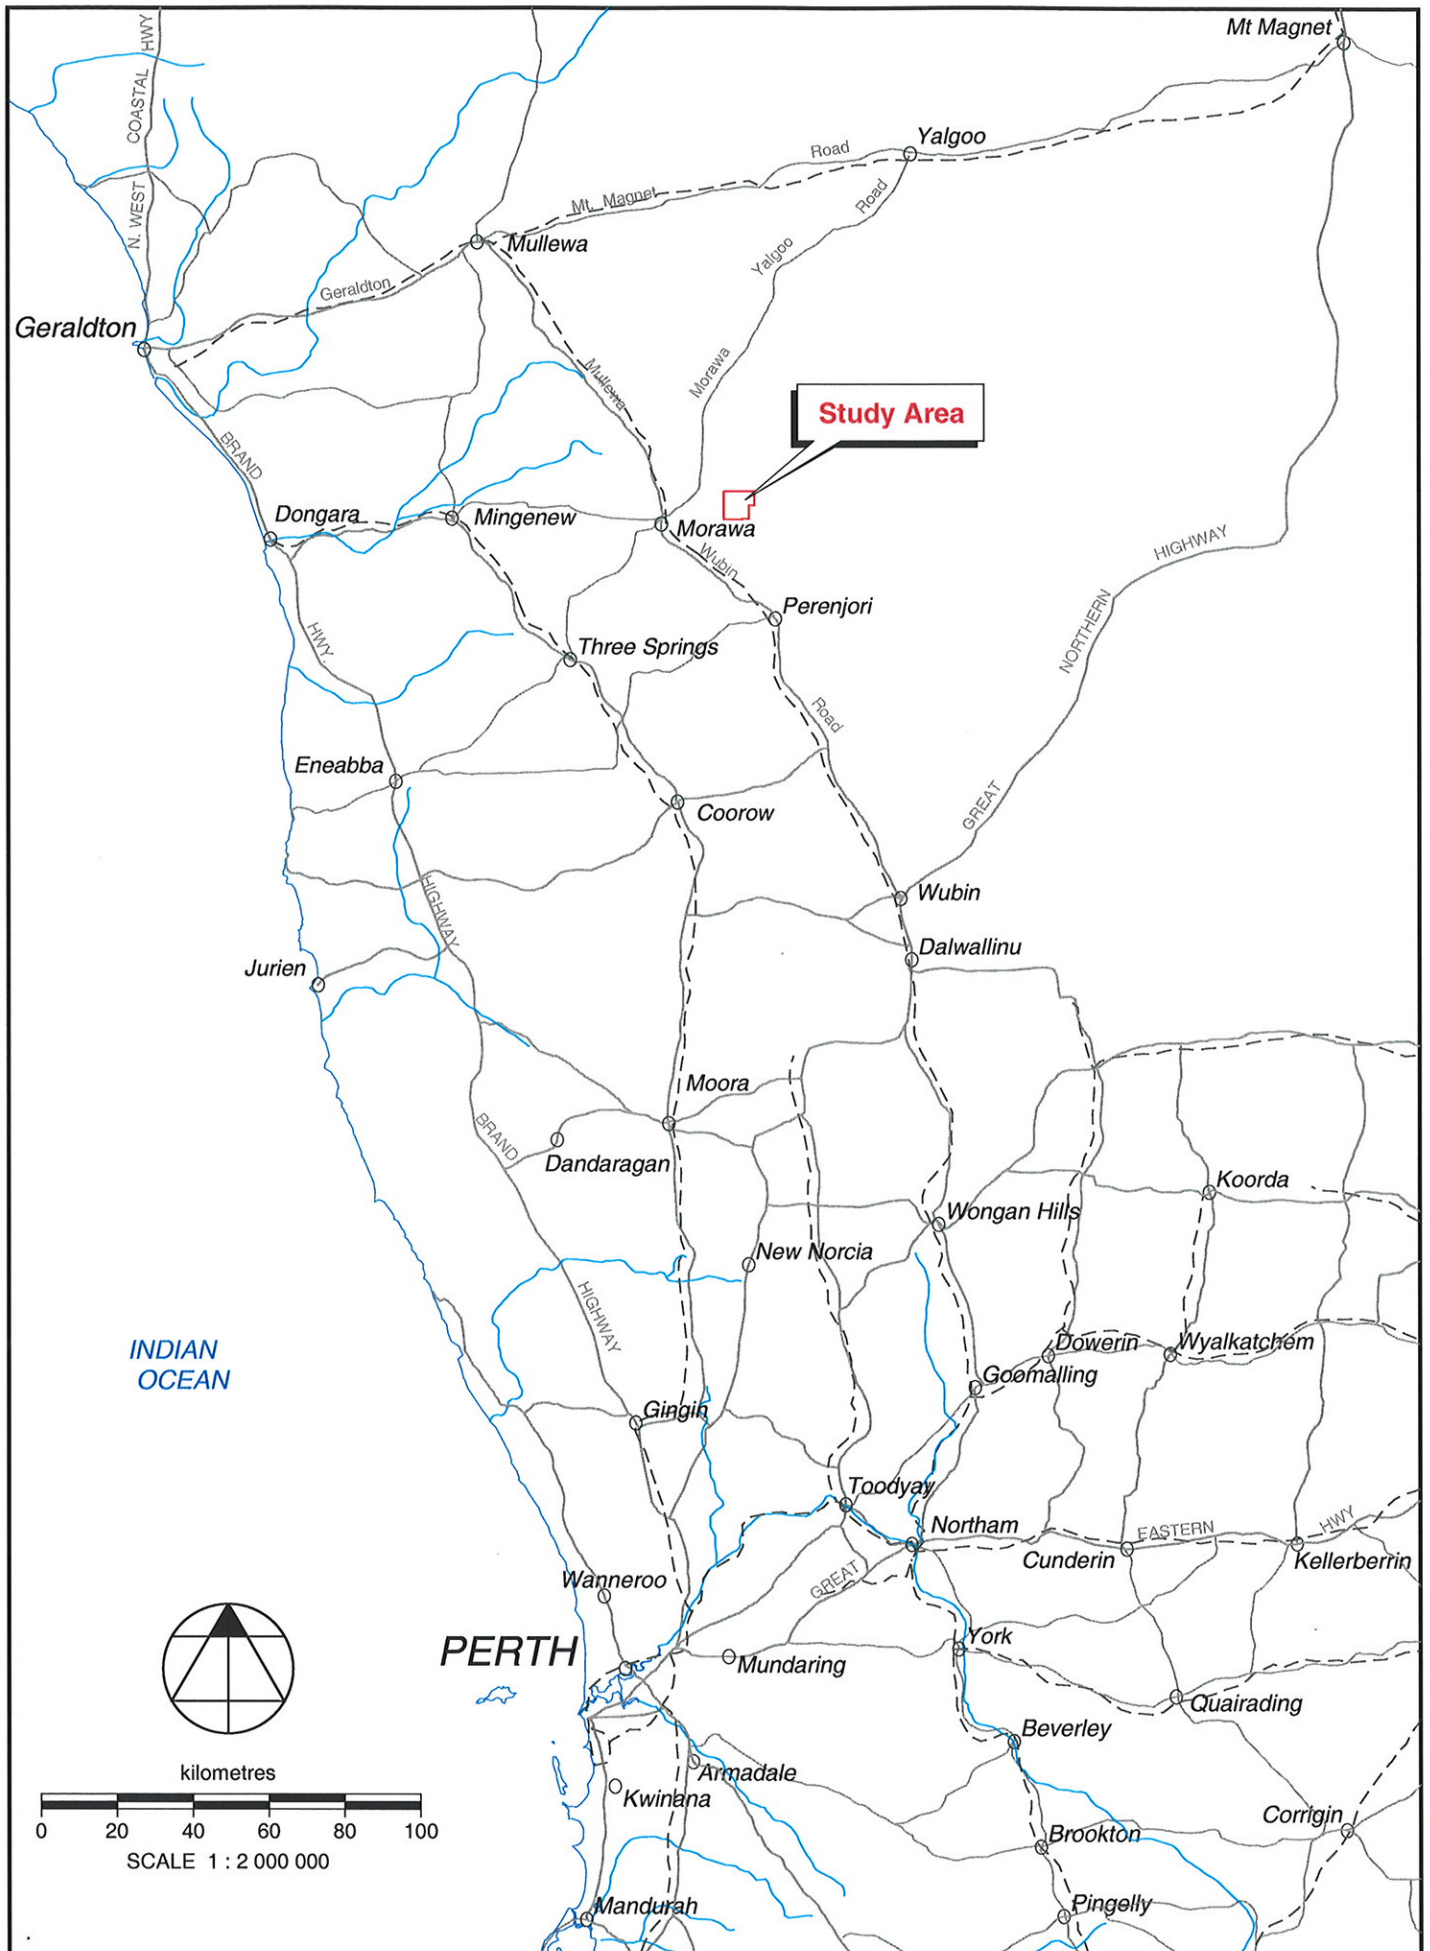 Mt Magnet
HWY
COASTAL
N. WEST
Yalgoo
Road
Mt. Magnet
Road
Yalgoo
Morawa
Mullewa
Geraldton
Geraldton
Mullewa
Study Area
BRAND
Dongara
Mingenew
Morawa
Wubin
HIGHWAY
NORTHERN
GREAT
Perenjori
HWY.
Three Springs
Road
Eneabba
Coorow
HIGHWAY
Wubin
Dalwallinu
Jurien
Moora
BRAND
Dandaragan
Koorda
Wongan Hills
New Norcia
HIGHWAY
INDIAN
OCEAN
Dowerin
Wyalkatchem
Goomalling
Gingin
Toodyay
Northam
EASTERN
HWY
Cunderin
Kellerberrin
GREAT
Wanneroo
PERTH
York
Mundaring
Quairading
Beverley
Armadale
Kwinana
Corrigin
Brookton
Mandurah
Pingelly
kilometres
0 20 40 60 80 100
SCALE 1 : 2 000 000